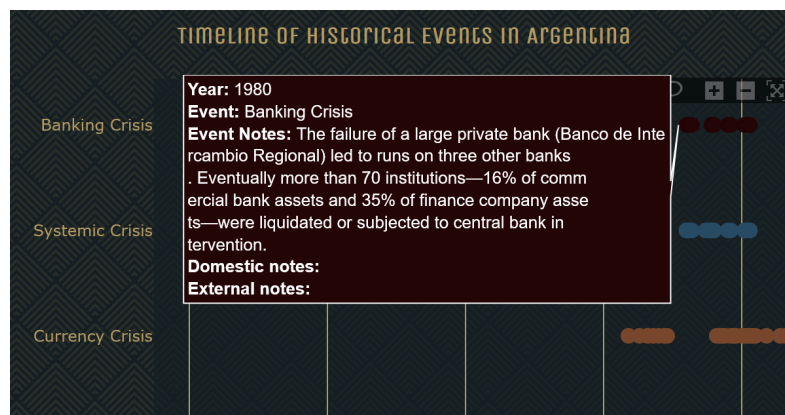 Timeline of Historical Events in Argentina
Year: 1980
Event: Banking Crisis
Event Notes: The failure of a large private bank (Banco de Inte
rcambio Regional) led to runs on three other banks
. Eventually more than 70 institutions—16% of comm
ercial bank assets and 35% of finance company asse
ts—were liquidated or subjected to central bank in
tervention.
Domestic notes:
External notes:
Banking Crisis
Systemic Crisis
Currency Crisis